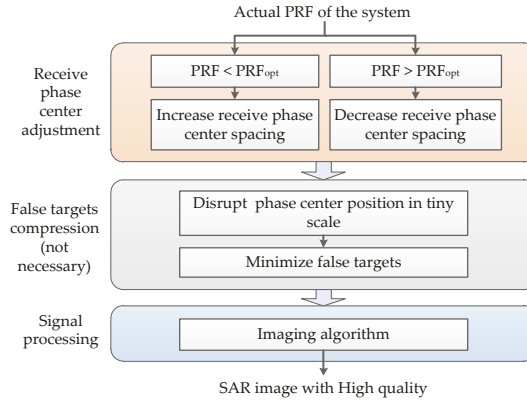 Actual PRF of the system
Receive
phase
center
adjustment
PRF < PRFopt
PRF > PRFopt
Increase receive phase
center spacing
Decrease receive phase
center spacing
False targets
compression
(not
necessary)
Disrupt phase center position in tiny
scale
Minimize false targets
Signal
processing
Imaging algorithm
SAR image with High quality